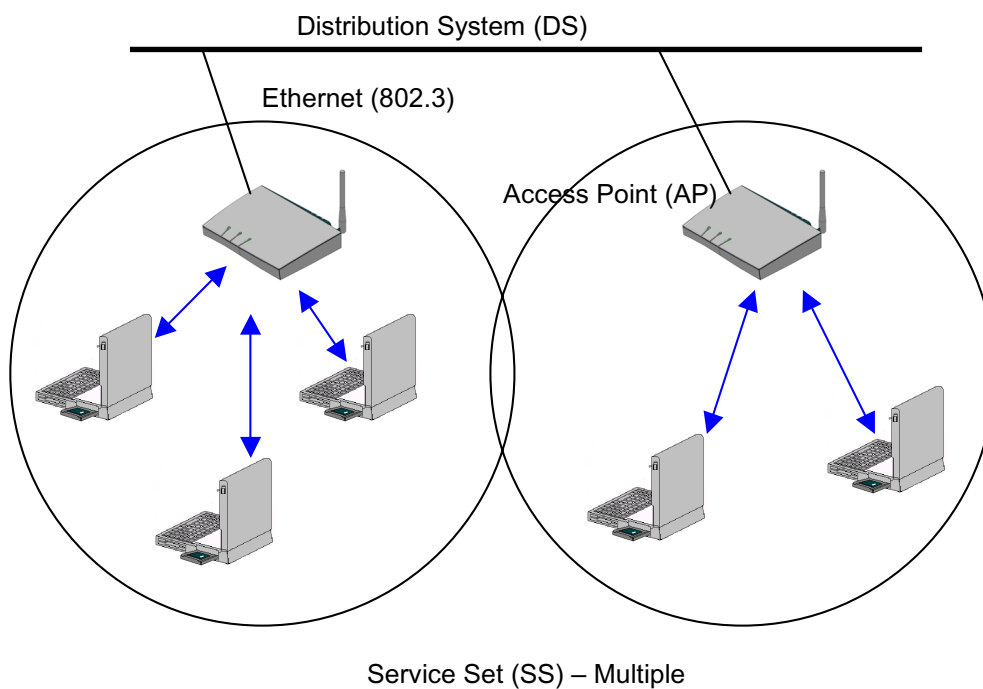 Distribution System (DS)
Ethernet (802.3)
Access Point (AP)
Service Set (SS) – Multiple